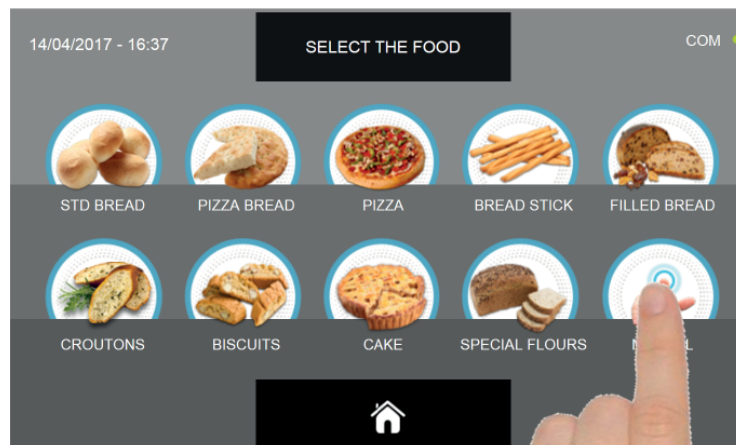 14/04/2017 - 16:37
SELECT THE FOOD
COM
STD BREAD
PIZZA BREAD
PIZZA
BREAD STICK
FILLED BREAD
CROUTONS
BISCUITS
CAKE
SPECIAL FLOURS